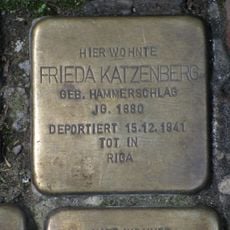 HIER WOHNTE
FRIEDA KATZENBERG
GEB. HAMMERSCHLAG
JG. 1880
DEPORTIERT 15.12.1941
TOT IN
RIGA